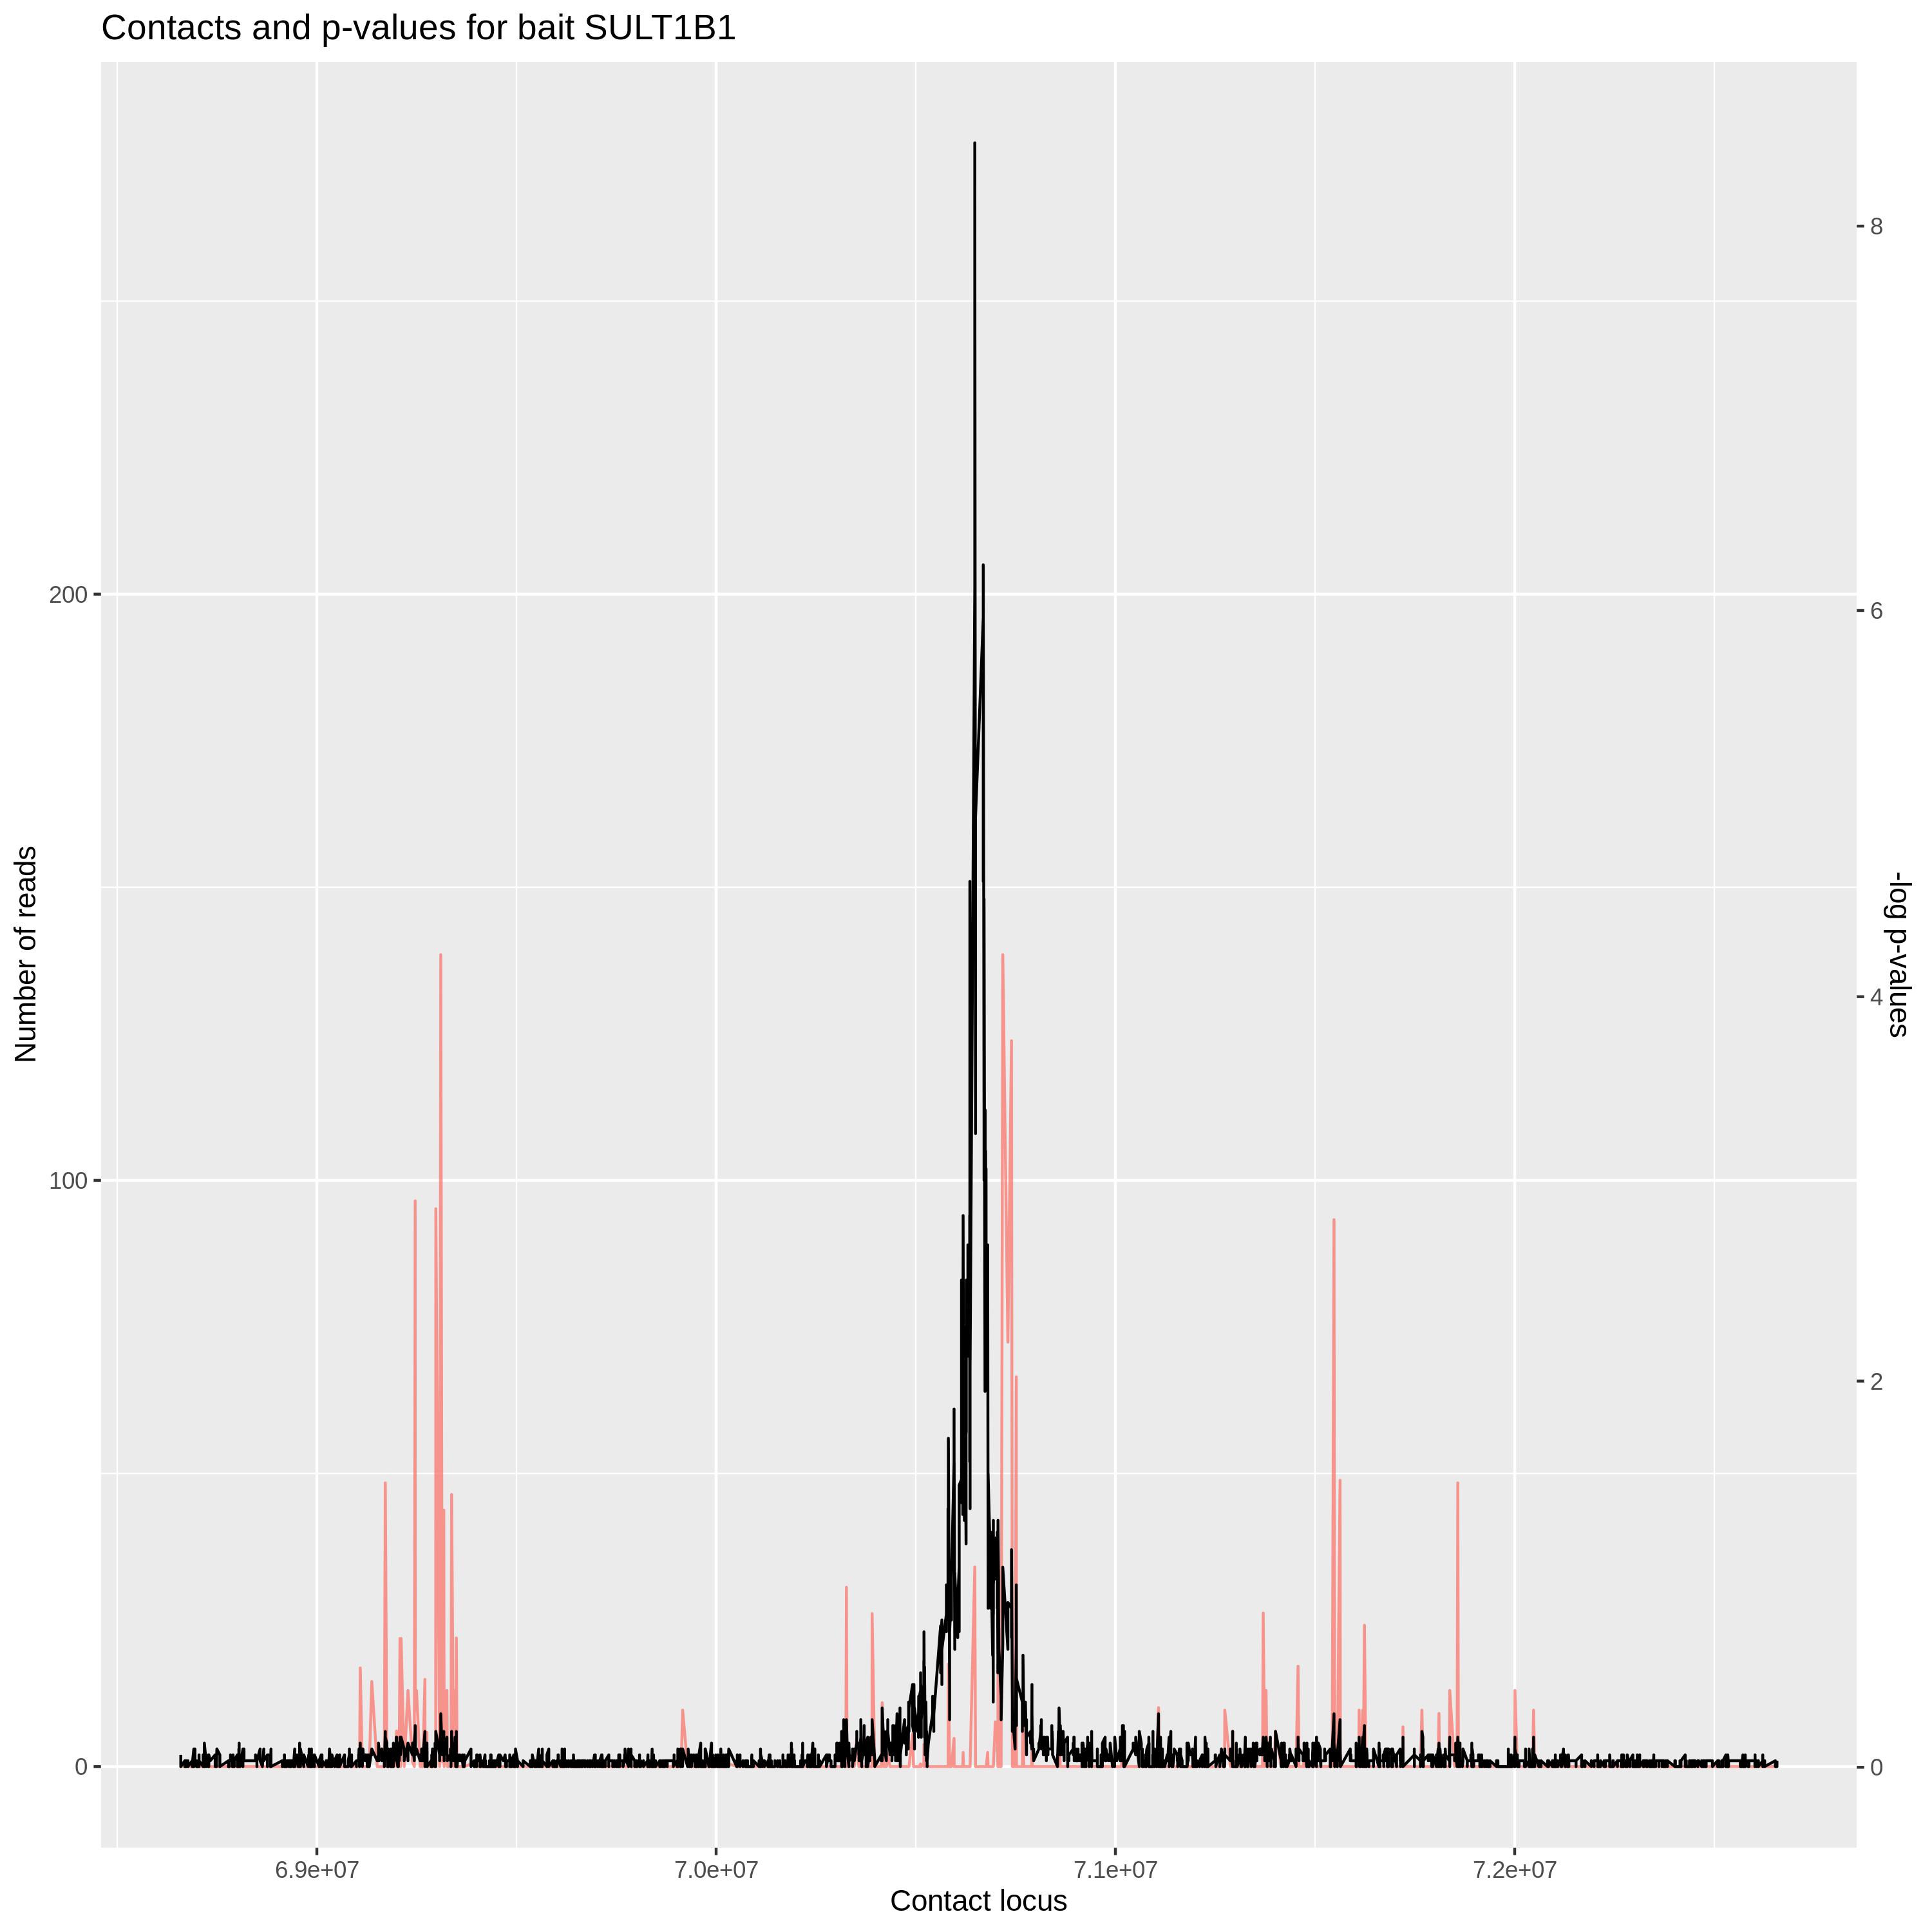 Contacts and p-values for bait SULT1B1
Number of reads
200
100
0
8
6
4
2
0
-log p-values
6.9e+07
7.0e+07
7.1e+07
7.2e+07
Contact locus